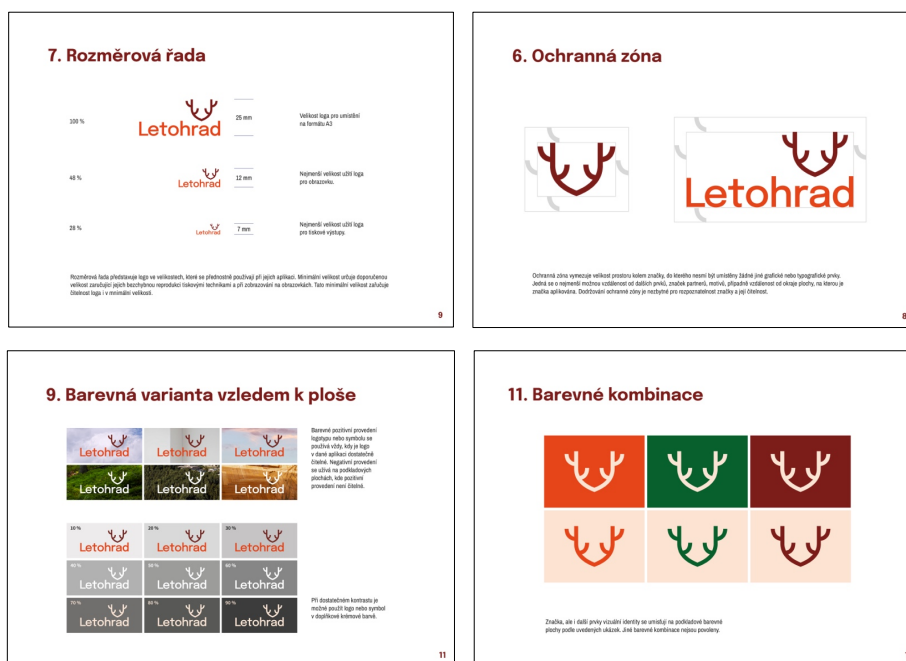 7. Rozměrová řada
100 %
Letohrad
25 mm
Velikost loga pro umístění
na formátu A3
48 %
Letohrad
12 mm
Nejmenší velikost užití loga
pro obrazovku.
28 %
Letohrad
7 mm
Nejmenší velikost užití loga
pro tiskové výstupy.
Rozměrová řada představuje logo ve velikostech, které se přednostně používají při jejich aplikaci. Minimální velikost určuje doporučenou
velikost zaručující jejich bezchybnou reprodukci tiskovými technikami a při zobrazování na obrazovkách. Tato minimální velikost zaručuje
čitelnost loga i v minimální velikosti.
9
6. Ochranná zóna
Letohrad
Ochranná zóna vymezuje velikost prostoru kolem značky, do kterého nesmí být umístěny žádné jiné grafické nebo typografické prvky.
Jedná se o nejmenší možnou vzdálenost od dalších prvků, značek partnerů, motivů, případně vzdálenost od okraje plochy, na kterou je
značka aplikována. Dodržování ochranné zóny je nezbytné pro rozpoznatelnost značky a její čitelnost.
8
9. Barevná varianta vzledem k ploše
Letohrad Letohrad Letohrad
Letohrad Letohrad Letohrad
Barevné pozitivní provedení
logotypu nebo symbolu se
používá vždy, kdy je logo
v dané aplikaci dostatečně
čitelné. Negativní provedení
se užívá na podkladových
plochách, kde pozitivní
provedení není čitelné.
10 % 20 % 30 %
Letohrad Letohrad Letohrad
40 % 50 % 60 %
Letohrad Letohrad Letohrad
70 % 80 % 90 %
Letohrad Letohrad Letohrad
Při dostatečném kontrastu je
možné použít logo nebo symbol
v doplňkové krémové barvě.
11
11. Barevné kombinace
Značka, ale i další prvky vizuální identity se umisťují na podkladové barevné
plochy podle uvedených ukázek. Jiné barevné kombinace nejsou povoleny.